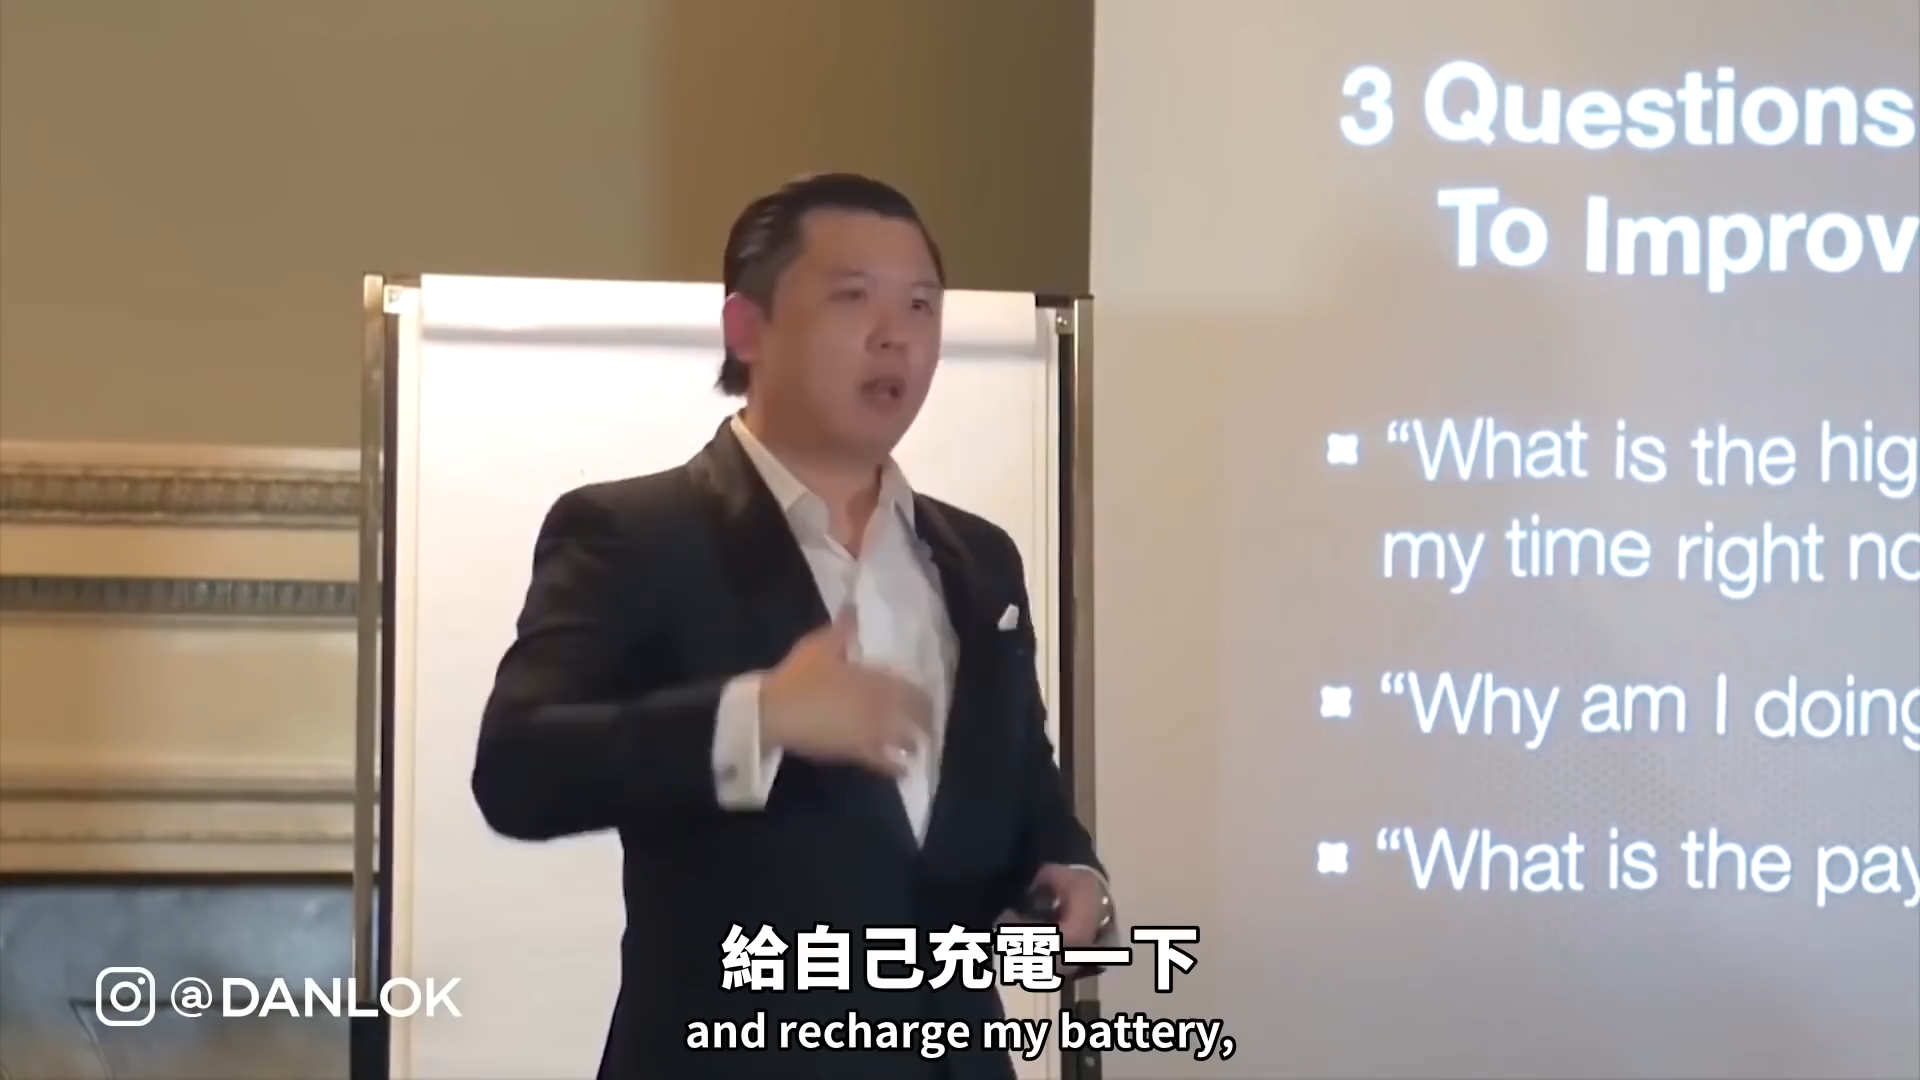 3 Questions
To Improv
“What is the hig
my time right no
“Why am I doing
“What is the pay
給自己充電一下
and recharge my battery,
@DANLOK